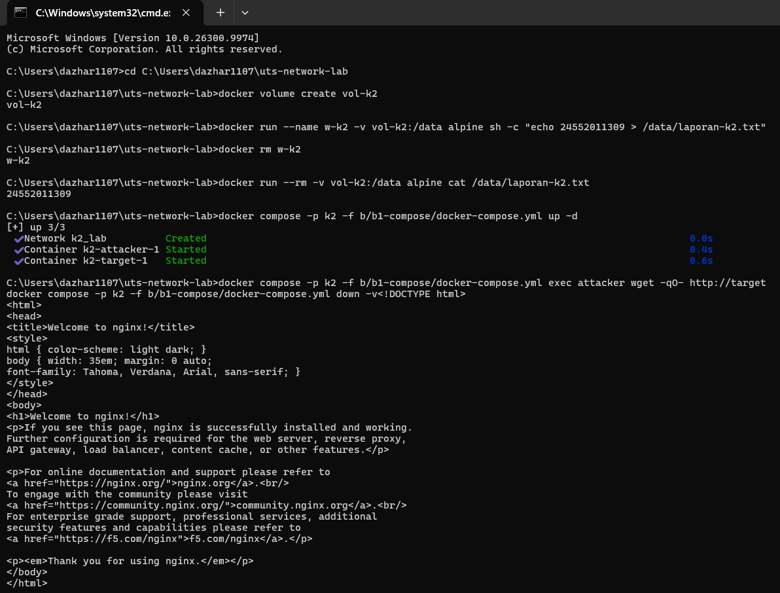 C:\Windows\system32\cmd.e:
Microsoft Windows [Version 10.0.26300.9974]
(c) Microsoft Corporation. All rights reserved.
C:\Users\dazhar1107>cd C:\Users\dazhar1107\uts-network-lab
C:\Users\dazhar1107\uts-network-lab>docker volume create vol-k2
vol-k2
C:\Users\dazhar1107\uts-network-lab>docker run --name w-k2 -v vol-k2:/data alpine sh -c "echo 24552011309 > /data/laporan-k2.txt"
C:\Users\dazhar1107\uts-network-lab>docker rm w-k2
w-k2
C:\Users\dazhar1107\uts-network-lab>docker run --rm -v vol-k2:/data alpine cat /data/laporan-k2.txt
24552011309
C:\Users\dazhar1107\uts-network-lab>docker compose -p k2 -f b/b1-compose/docker-compose.yml up -d
[+] up 3/3
✔Network k2_lab Created 0.0s
✔Container k2-attacker-1 Started 0.4s
✔Container k2-target-1 Started 0.6s
C:\Users\dazhar1107\uts-network-lab>docker compose -p k2 -f b/b1-compose/docker-compose.yml exec attacker wget -qO- http://target
docker compose -p k2 -f b/b1-compose/docker-compose.yml down -v<!DOCTYPE html>
<html>
<head>
<title>Welcome to nginx!</title>
<style>
html { color-scheme: light dark; }
body { width: 35em; margin: 0 auto;
font-family: Tahoma, Verdana, Arial, sans-serif; }
</style>
</head>
<body>
<h1>Welcome to nginx!</h1>
<p>If you see this page, nginx is successfully installed and working.
Further configuration is required for the web server, reverse proxy,
API gateway, load balancer, content cache, or other features.</p>
<p>For online documentation and support please refer to
<a href="https://nginx.org/">nginx.org</a>.<br/>
To engage with the community please visit
<a href="https://community.nginx.org/">community.nginx.org</a>.<br/>
For enterprise grade support, professional services, additional
security features and capabilities please refer to
<a href="https://f5.com/nginx">f5.com/nginx</a>.</p>
<p><em>Thank you for using nginx.</em></p>
</body>
</html>